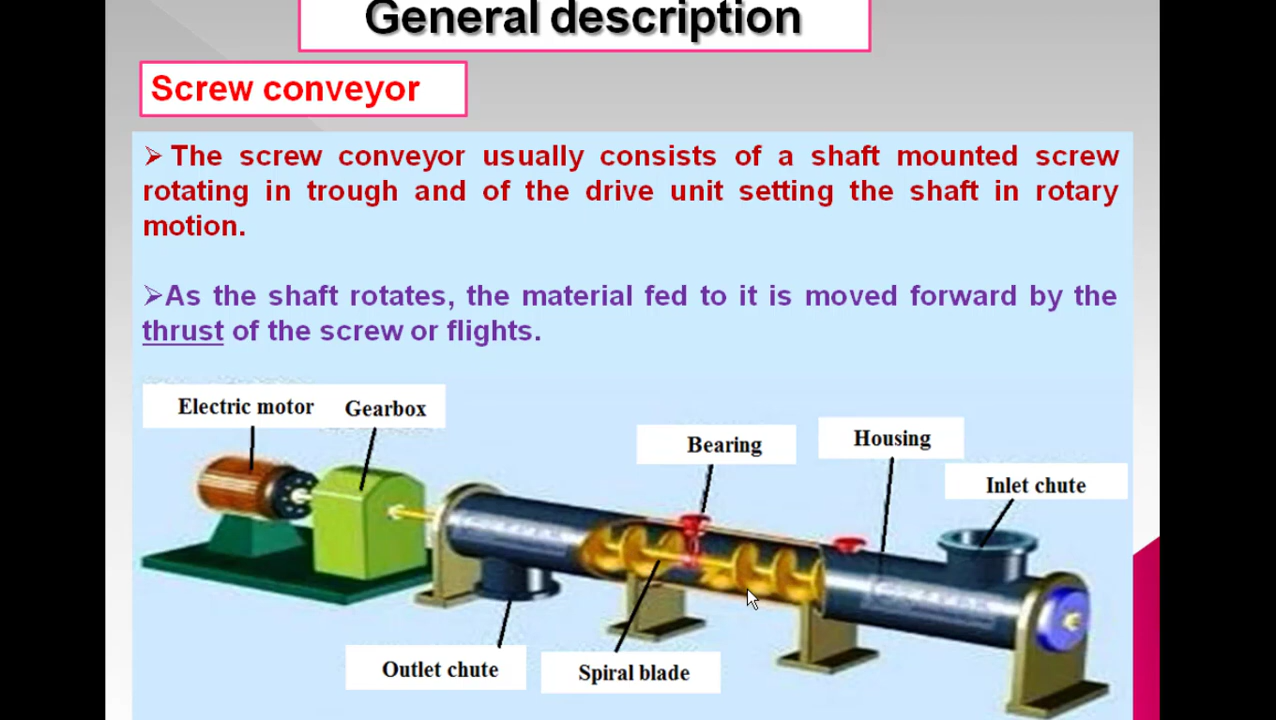 General description
Screw conveyor
➢ The screw conveyor usually consists of a shaft mounted screw
rotating in trough and of the drive unit setting the shaft in rotary
motion.
➢As the shaft rotates, the material fed to it is moved forward by the
thrust of the screw or flights.
Electric motor
Gearbox
Bearing
Housing
Inlet chute
Outlet chute
Spiral blade